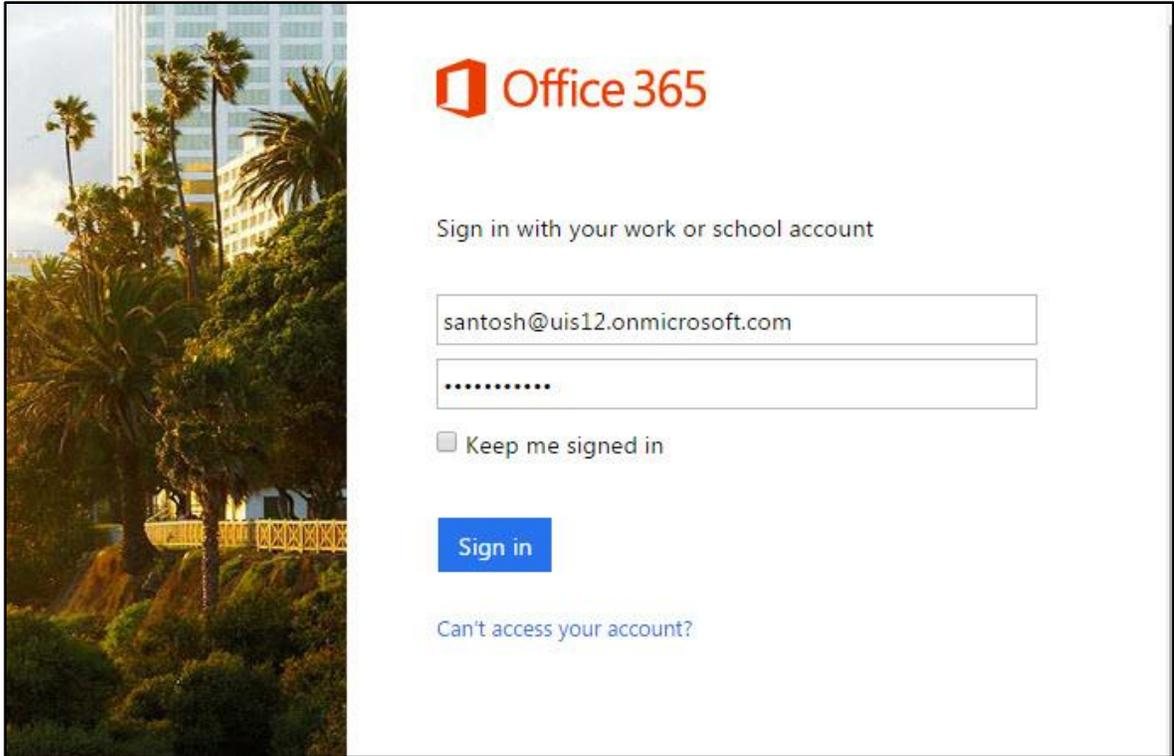 Office 365
Sign in with your work or school account
santosh@uis12.onmicrosoft.com
•••••••••••
Keep me signed in
Sign in
Can't access your account?